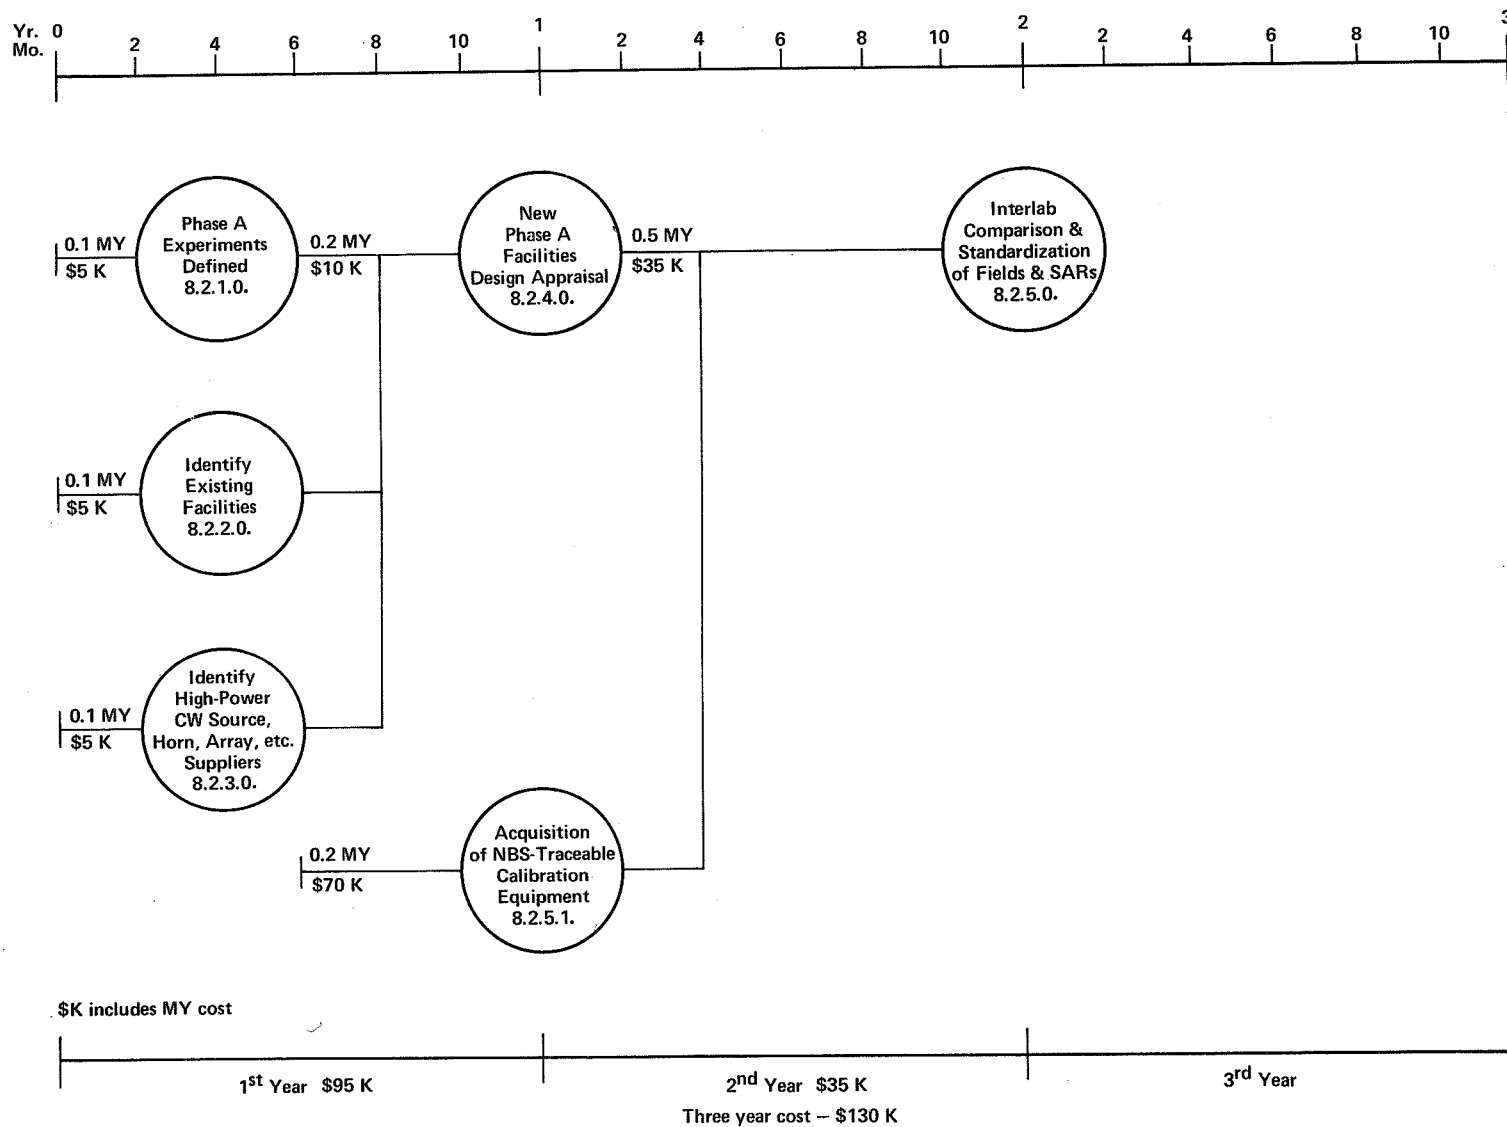 Yr. 0 1 2 3
Mo. 2 4 6 8 10 2 4 6 8 10 2 4 6 8 10
0.1 MY
$5 K
Phase A
Experiments
Defined
8.2.1.0.
0.2 MY
$10 K
New
Phase A
Facilities
Design Appraisal
8.2.4.0.
0.5 MY
$35 K
Interlab
Comparison &
Standardization
of Fields & SARs
8.2.5.0.
0.1 MY
$5 K
Identify
Existing
Facilities
8.2.2.0.
0.1 MY
$5 K
Identify
High-Power
CW Source,
Horn, Array, etc.
Suppliers
8.2.3.0.
0.2 MY
$70 K
Acquisition
of NBS-Traceable
Calibration
Equipment
8.2.5.1.
$K includes MY cost
1st Year $95 K
2nd Year $35 K
3rd Year
Three year cost – $130 K